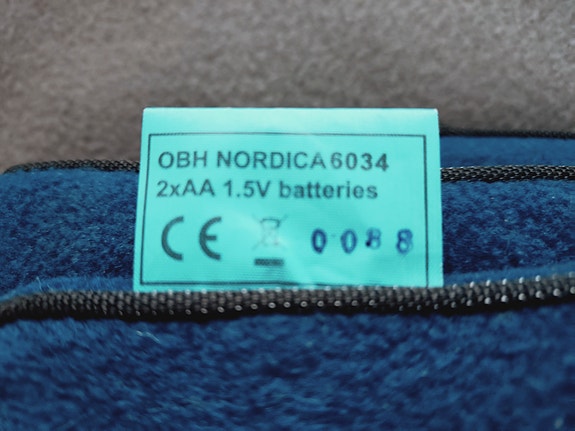 OBH NORDICA 6034
2xAA 1.5V batteries
CE 0088